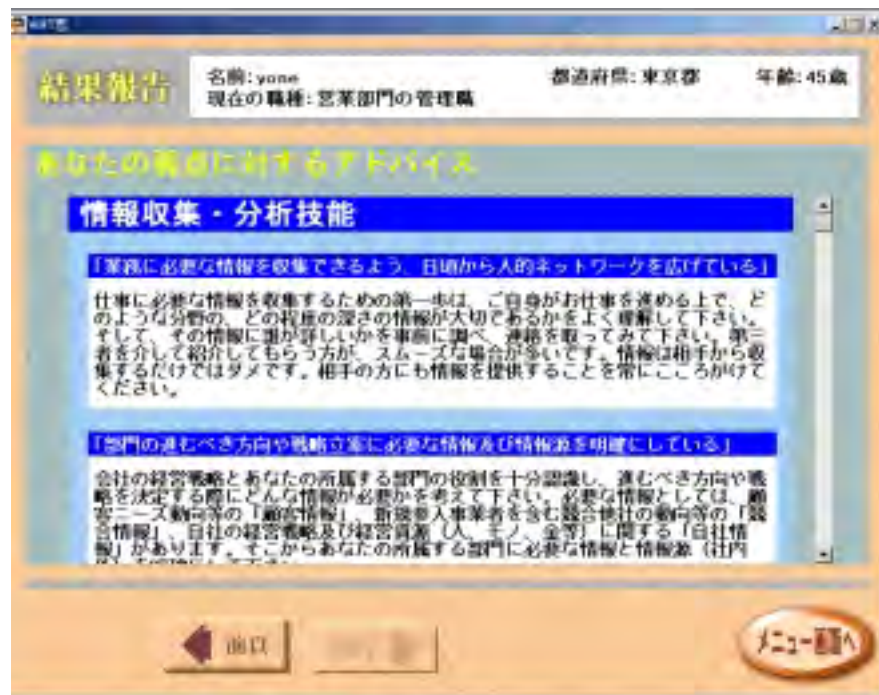 結果報告
名前:yone 都道府県:東京都 年齢:45歳
現在の職種:営業部門の管理職
あなたの弱点に対するアドバイス
情報収集・分析技能
「業務に必要な情報を収集できるよう、日頃から人的ネットワークを広げている」
仕事に必要な情報を収集するための第一歩は、ご自身がお仕事を進める上で、ど
のような分野の、どの程度の深さの情報が大切であるかをよく理解して下さい。
そして、その情報に誰が詳しいかを事前に調べ、連絡を取ってみて下さい。第三
者を介して紹介してもらう方が、スムーズな場合が多いです。情報は相手から収
集するだけではダメです。相手の方にも情報を提供することを常にこころがけて
ください。
「部門の進むべき方向や戦略立案に必要な情報及び情報源を明確にしている」
会社の経営戦略とあなたの所属する部門の役割を十分認識し、進むべき方向や戦
略を決定する際にどんな情報が必要かを考えて下さい。必要な情報としては、顧
客ニーズ動向等の「顧客情報」、新規参入事業者を含む競合他社の動向等の「競
合情報」、自社の経営戦略及び経営資源（人、モノ、金等）に関する「自社情
報」があります。そこからあなたの所属する部門に必要な情報と情報源（社内
前頁
メニュー画面へ